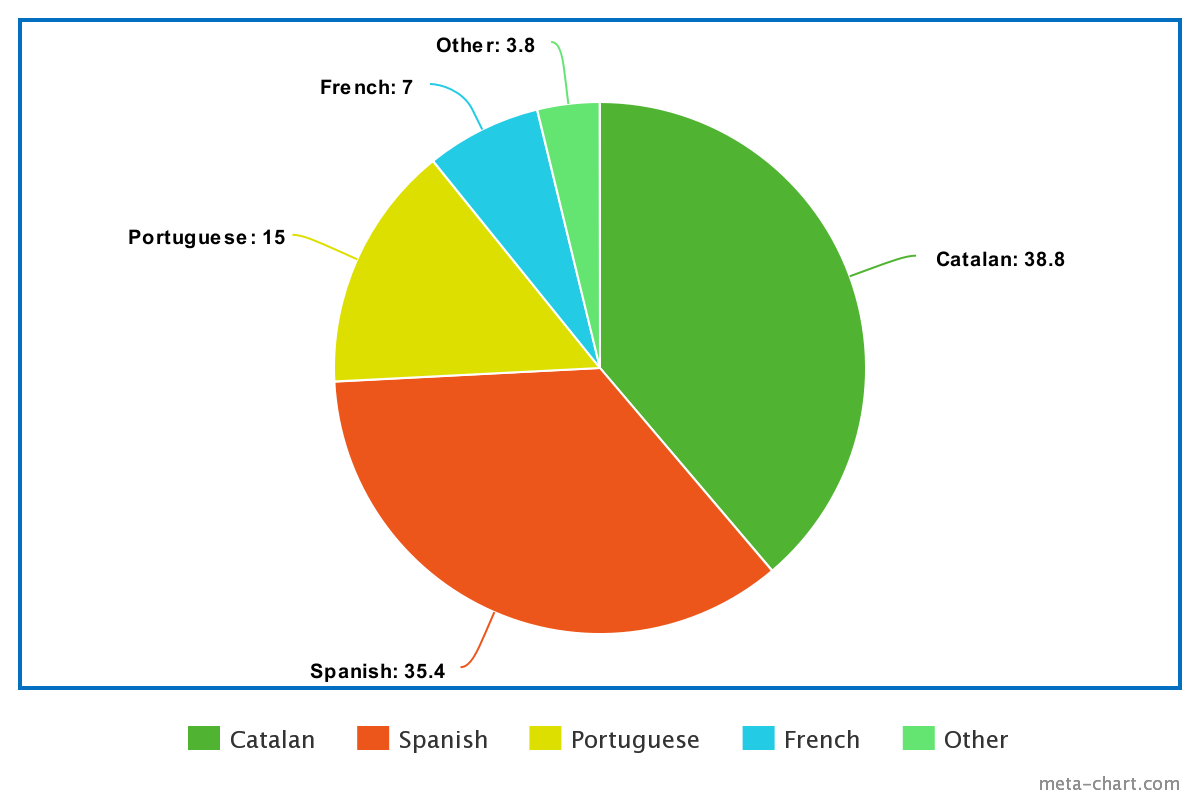 Other: 3.8
French: 7
Portuguese: 15
Catalan: 38.8
Spanish: 35.4
Catalan Spanish Portuguese French Other
meta-chart.com